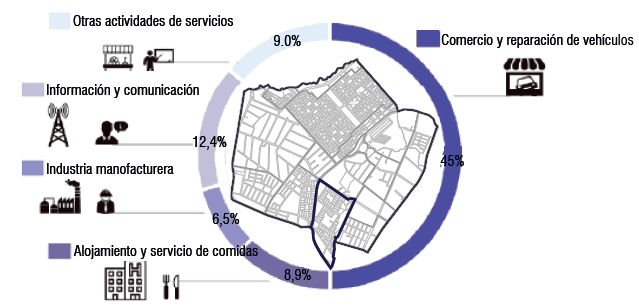 Otras actividades de servicios
9.0%
Comercio y reparación de vehículos
45%
Información y comunicación
12,4%
Industria manufacturera
6,5%
Alojamiento y servicio de comidas
8,9%
H